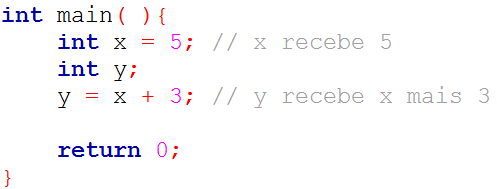 int main( ){
    int x = 5; // x recebe 5
    int y;
    y = x + 3; // y recebe x mais 3

    return 0;
}